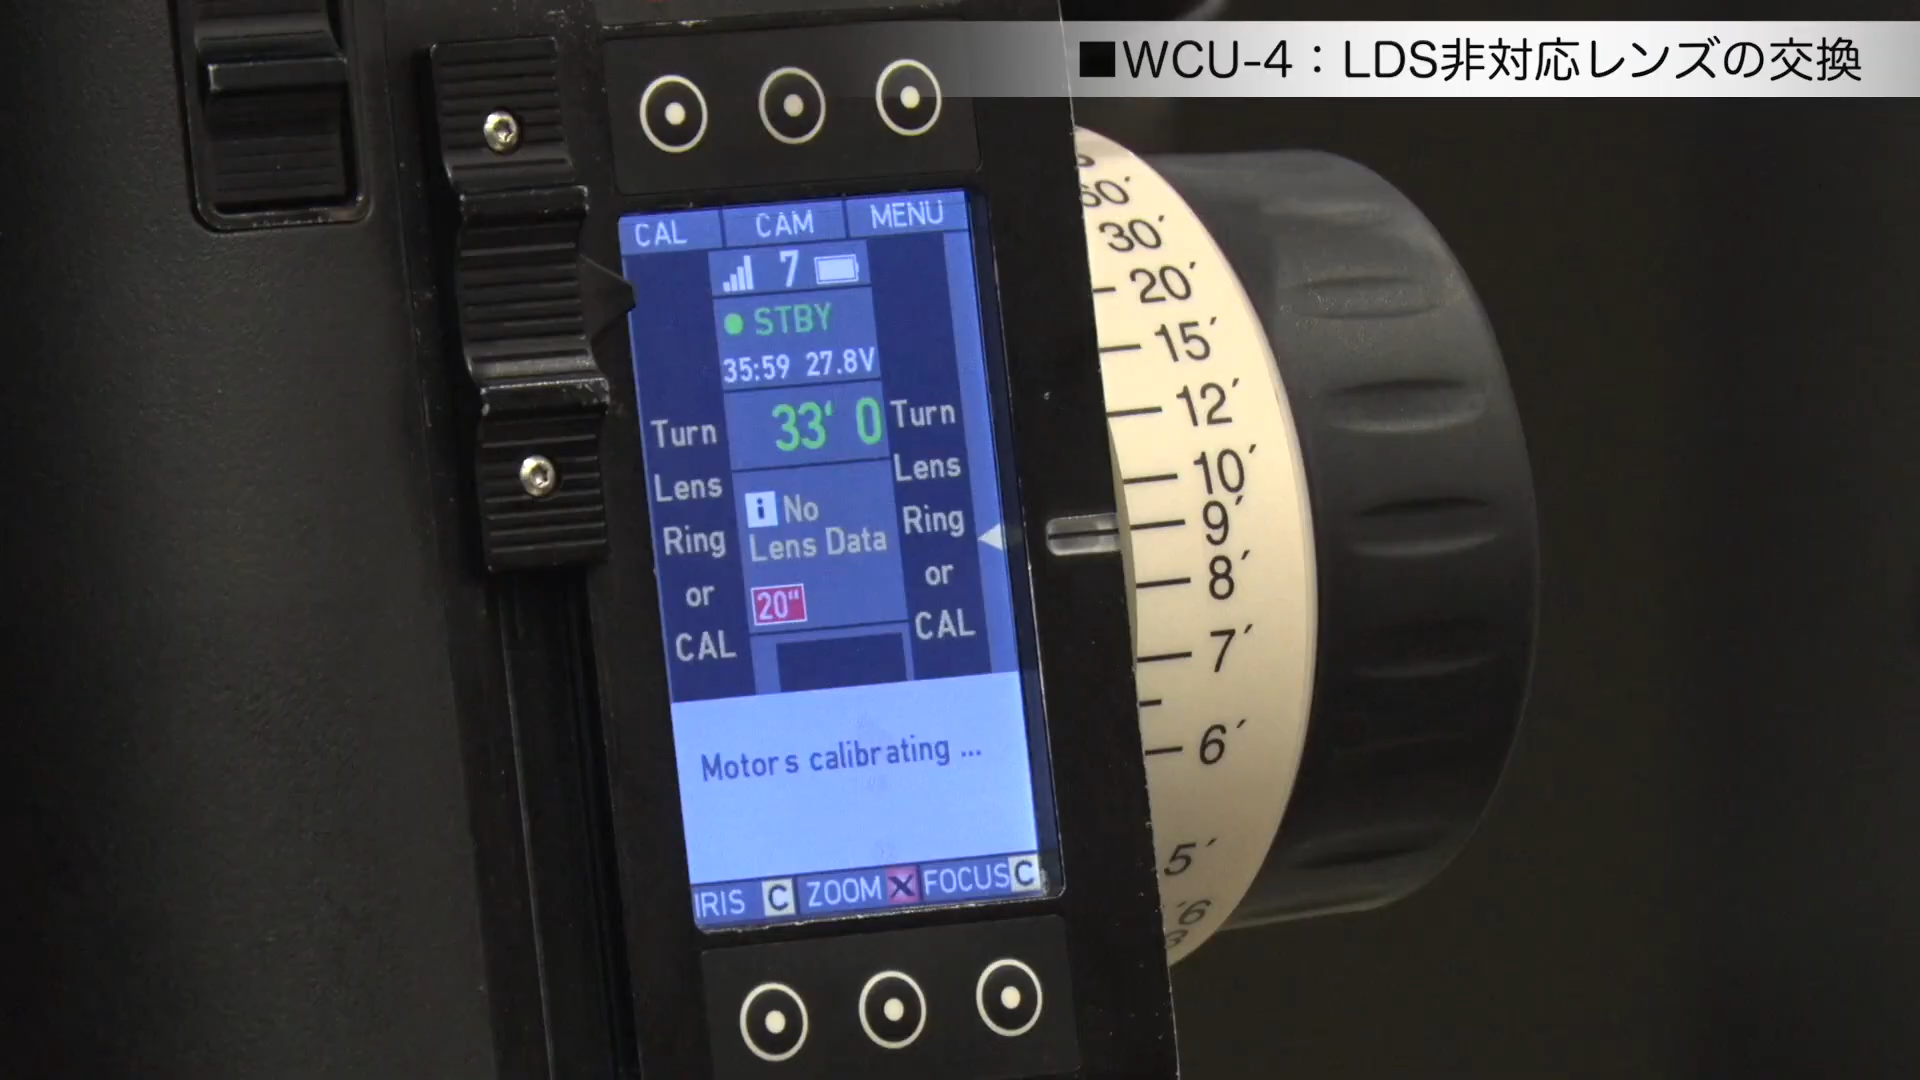 ■WCU-4：LDS非対応レンズの交換
CAL CAM MENU
7
STBY
35:59 27.8V
33' 0
Turn
Lens
Ring
or
CAL
i No
Lens Data
20"
Turn
Lens
Ring
or
CAL
Motors calibrating ...
IRIS C ZOOM X FOCUS C
60′
30′
20′
15′
12′
10′
9′
8′
7′
6′
5′